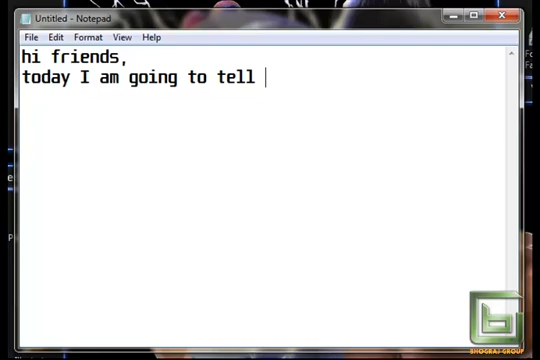 Untitled - Notepad
File Edit Format View Help
hi friends,
today I am going to tell
BHOGRAJ GROUP